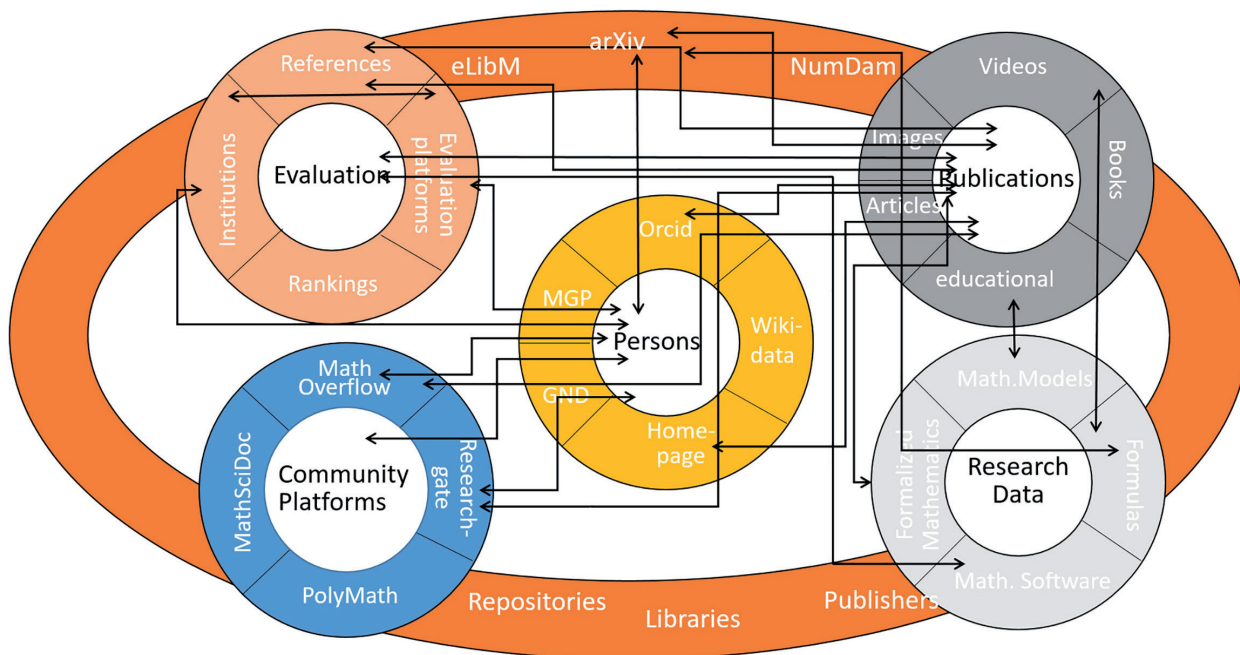 arXiv
eLibM
NumDam
References
Institutions
Evaluation
platforms
Rankings
Evaluation
Videos
Images
Books
Articles
educational
Publications
Orcid
MGP
Wiki-
data
GND
Home-
page
Persons
Math
Overflow
MathSciDoc
Research-
gate
PolyMath
Community
Platforms
Math.Models
Formalized
Mathematics
Formulas
Math. Software
Research
Data
Repositories
Libraries
Publishers